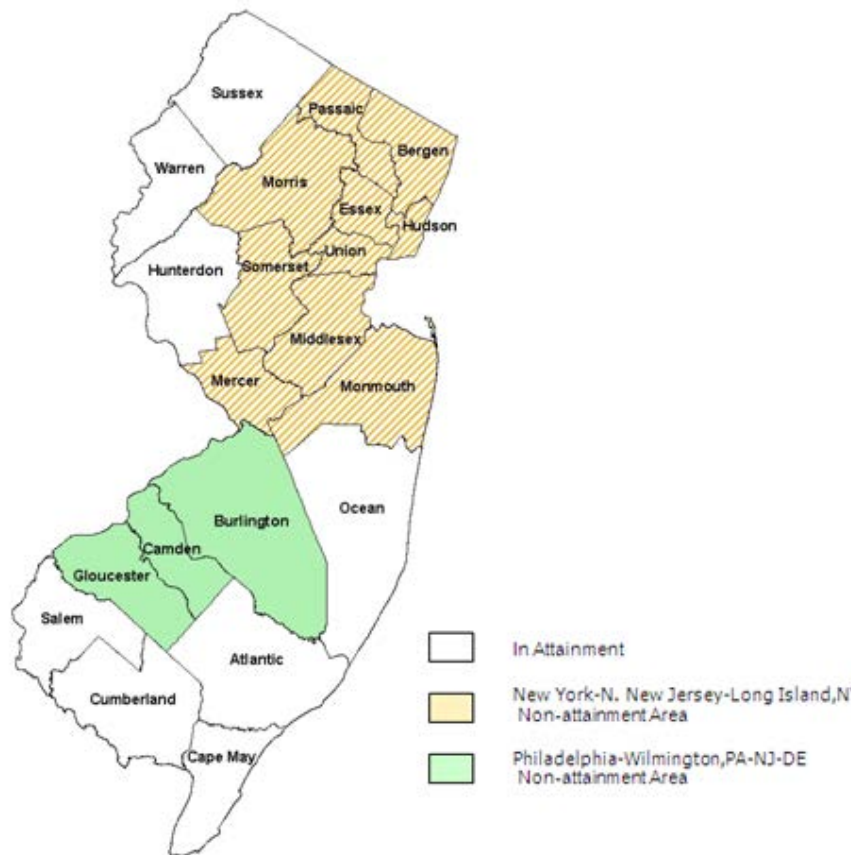 Sussex
Passaic
Bergen
Warren
Morris
Essex
Hudson
Union
Hunterdon
Somerset
Middlesex
Mercer
Monmouth
Ocean
Burlington
Camden
Gloucester
Salem
Atlantic
Cumberland
Cape May
In Attainment
New York-N. New Jersey-Long Island,N
Non-attainment Area
Philadelphia-Wilmington,PA-NJ-DE
Non-attainment Area